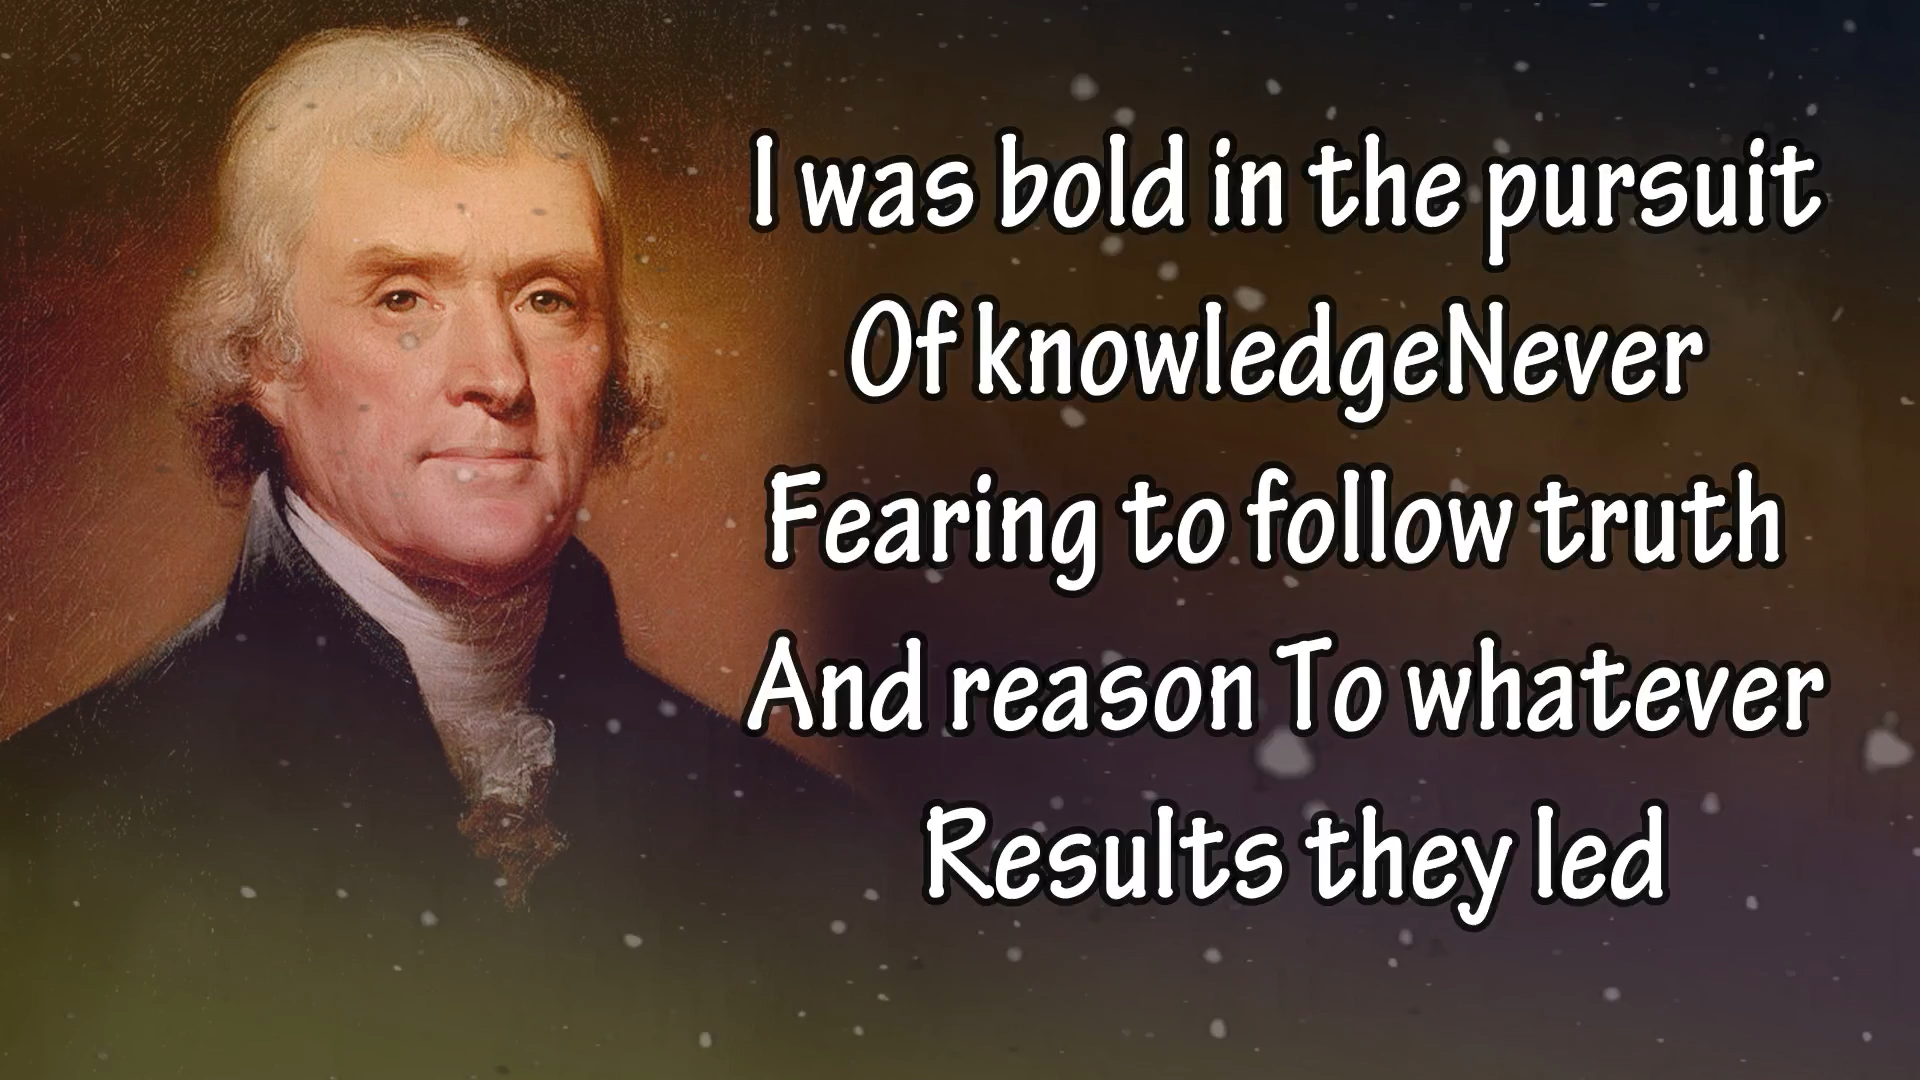 I was bold in the pursuit
Of knowledgeNever
Fearing to follow truth
And reason To whatever
Results they led